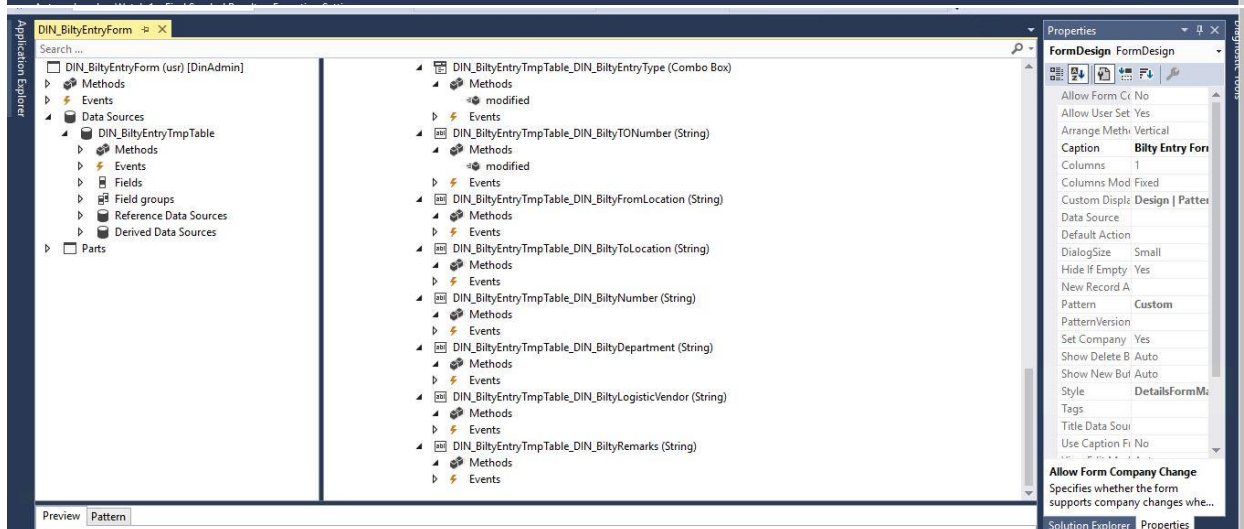 Application Explorer
DIN_BiltyEntryForm
Search ...
DIN_BiltyEntryForm (usr) [DinAdmin]
Methods
Events
Data Sources
DIN_BiltyEntryTmpTable
Methods
Events
Fields
Field groups
Reference Data Sources
Derived Data Sources
Parts
DIN_BiltyEntryTmpTable_DIN_BiltyEntryType (Combo Box)
Methods
modified
Events
DIN_BiltyEntryTmpTable_DIN_BiltyTONumber (String)
Methods
modified
Events
DIN_BiltyEntryTmpTable_DIN_BiltyFromLocation (String)
Methods
Events
DIN_BiltyEntryTmpTable_DIN_BiltyToLocation (String)
Methods
Events
DIN_BiltyEntryTmpTable_DIN_BiltyNumber (String)
Methods
Events
DIN_BiltyEntryTmpTable_DIN_BiltyDepartment (String)
Methods
Events
DIN_BiltyEntryTmpTable_DIN_BiltyLogisticVendor (String)
Methods
Events
DIN_BiltyEntryTmpTable_DIN_BiltyRemarks (String)
Methods
Events
Preview Pattern
Properties
FormDesign FormDesign
Allow Form Cc No
Allow User Set Yes
Arrange Metho Vertical
Caption Bilty Entry Forr
Columns 1
Columns Mod Fixed
Custom Displa Design | Patter
Data Source
Default Action
DialogSize Small
Hide If Empty Yes
New Record A
Pattern Custom
PatternVersion
Set Company Yes
Show Delete B Auto
Show New But Auto
Style DetailsFormMa
Tags
Title Data Sour
Use Caption Fi No
Allow Form Company Change
Specifies whether the form
supports company changes whe...
Solution Explorer Properties
Diagnostic Tools